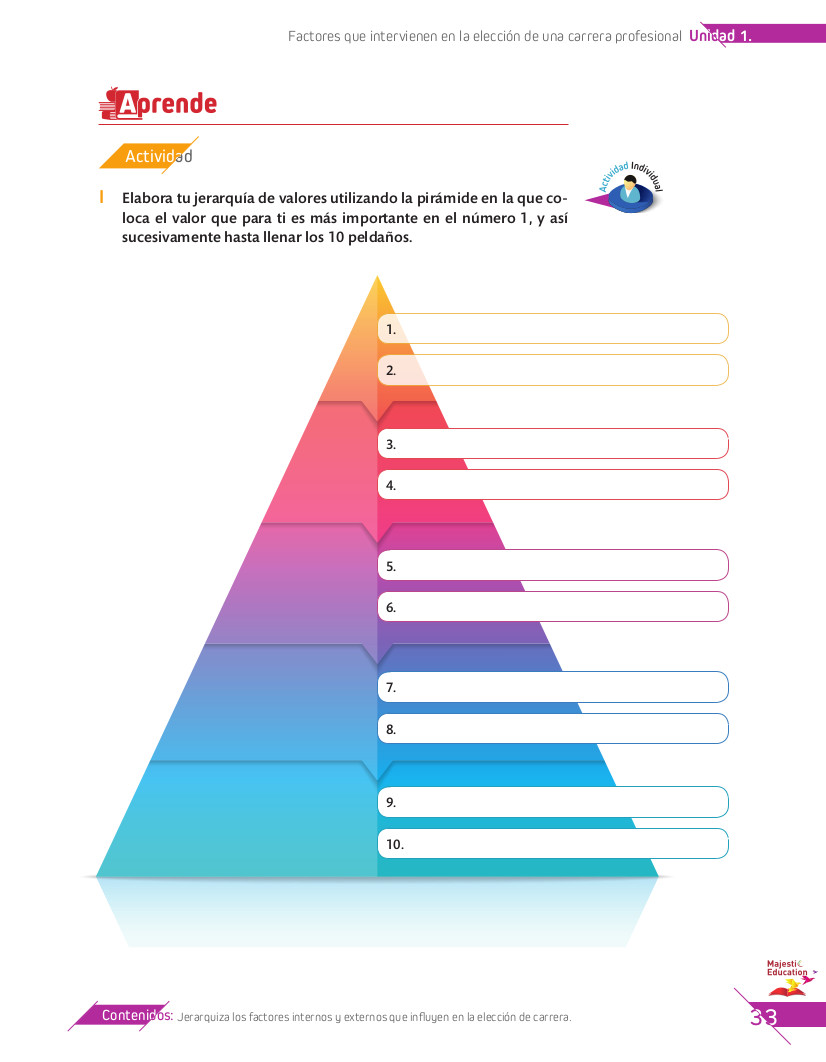 Factores que intervienen en la elección de una carrera profesional Unidad 1.
Aprende
Actividad
Actividad Individual
1 Elabora tu jerarquía de valores utilizando la pirámide en la que co-
loca el valor que para ti es más importante en el número 1, y así
sucesivamente hasta llenar los 10 peldaños.
1.
2.
3.
4.
5.
6.
7.
8.
9.
10.
Majestic
Education
Contenidos: Jerarquiza los factores internos y externos que influyen en la elección de carrera.
33